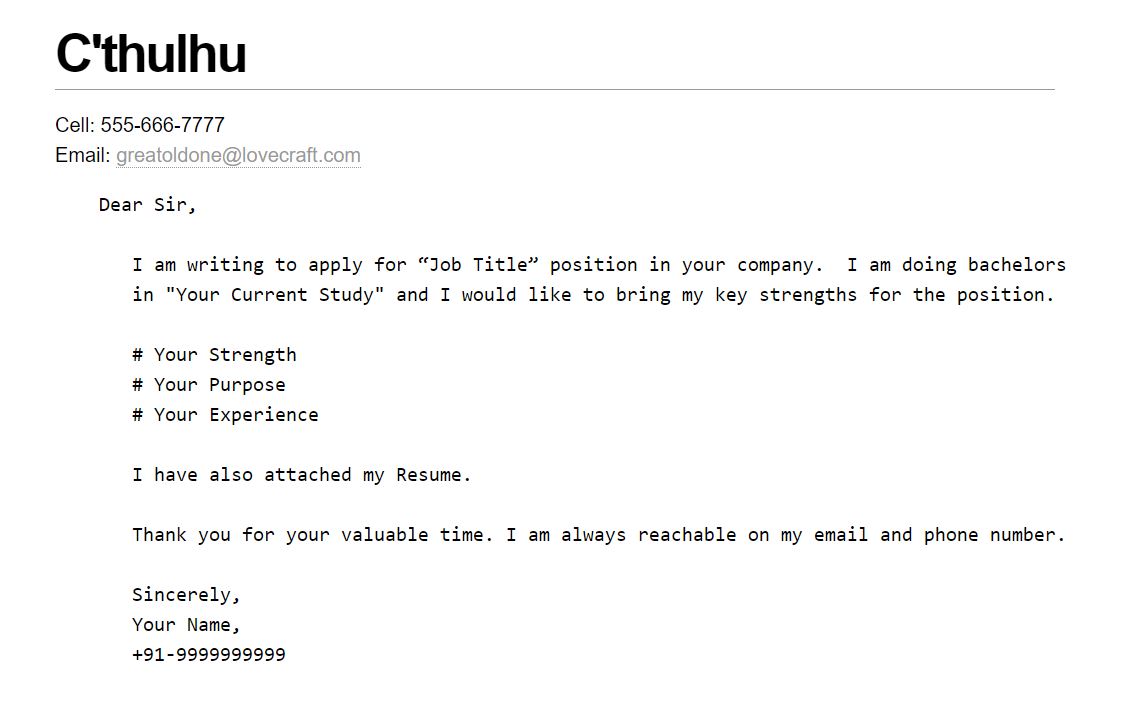 C'thulhu
Cell: 555-666-7777
Email: greatoldone@lovecraft.com
Dear Sir,
I am writing to apply for “Job Title” position in your company.  I am doing bachelors
in "Your Current Study" and I would like to bring my key strengths for the position.
# Your Strength
# Your Purpose
# Your Experience
I have also attached my Resume.
Thank you for your valuable time. I am always reachable on my email and phone number.
Sincerely,
Your Name,
+91-9999999999